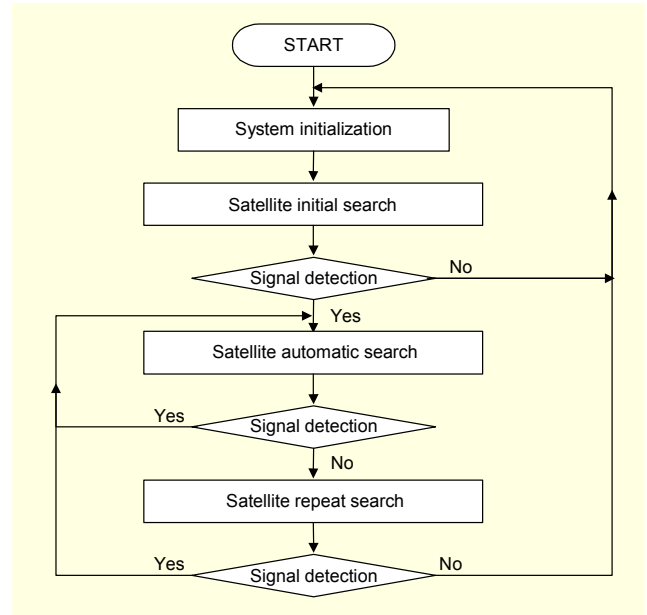 START
System initialization
Satellite initial search
Signal detection
No
Yes
Satellite automatic search
Yes
Signal detection
No
Satellite repeat search
Yes
Signal detection
No